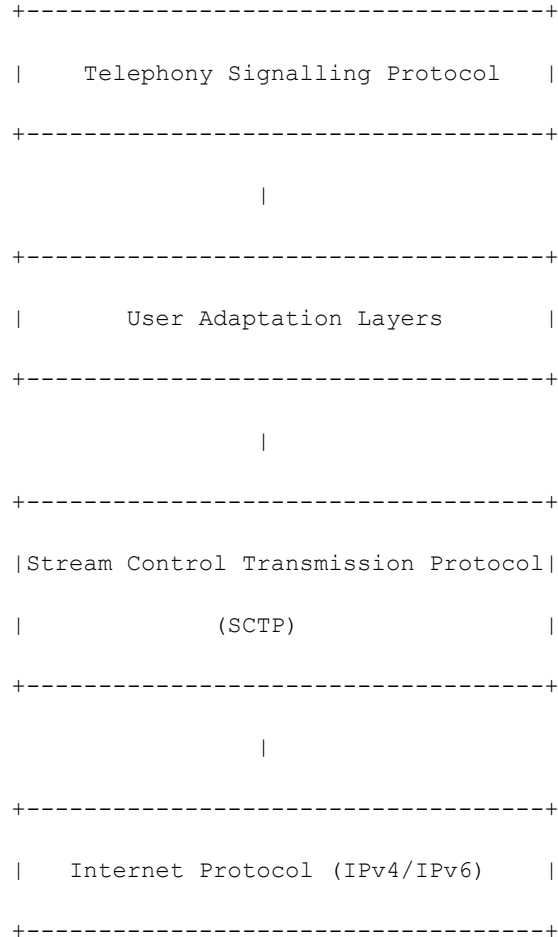 Telephony Signalling Protocol
User Adaptation Layers
Stream Control Transmission Protocol
(SCTP)
Internet Protocol (IPv4/IPv6)